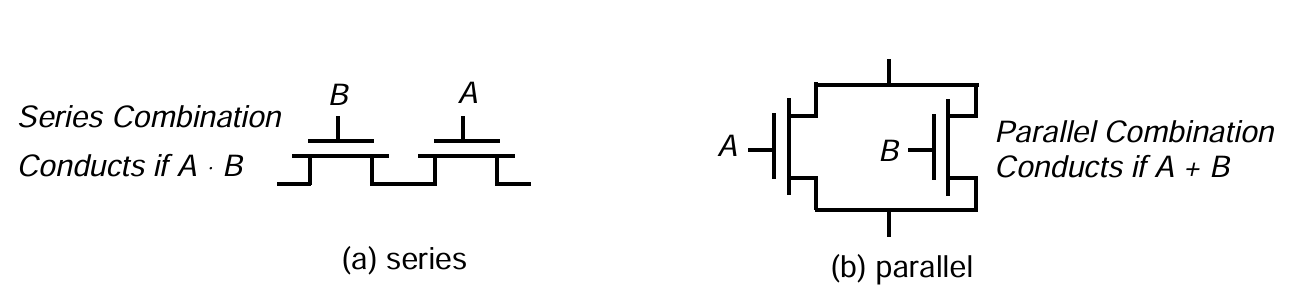 B
A
Series Combination
Conducts if A · B
(a) series
A
B
Parallel Combination
Conducts if A + B
(b) parallel